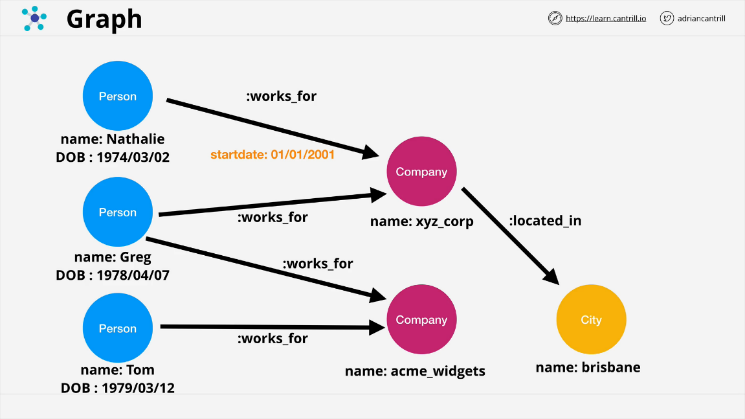 Graph
https://learn.cantrill.io
adriancantrill
Person
:works_for
name: Nathalie
DOB : 1974/03/02
startdate: 01/01/2001
Company
Person
:works_for
name: xyz_corp
:located_in
name: Greg
DOB : 1978/04/07
:works_for
Person
Company
City
:works_for
name: Tom
DOB : 1979/03/12
name: acme_widgets
name: brisbane